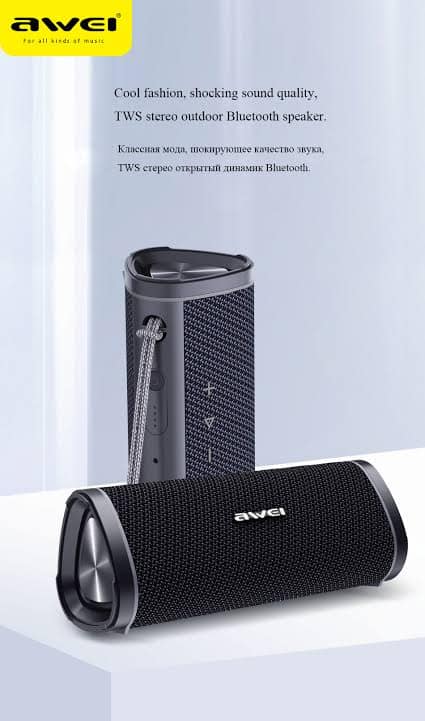 awei®
For all kinds of music
Cool fashion, shocking sound quality,
TWS stereo outdoor Bluetooth speaker.
Классная мода, шокирующее качество звука,
TWS стерео открытый динамик Bluetooth.
awei